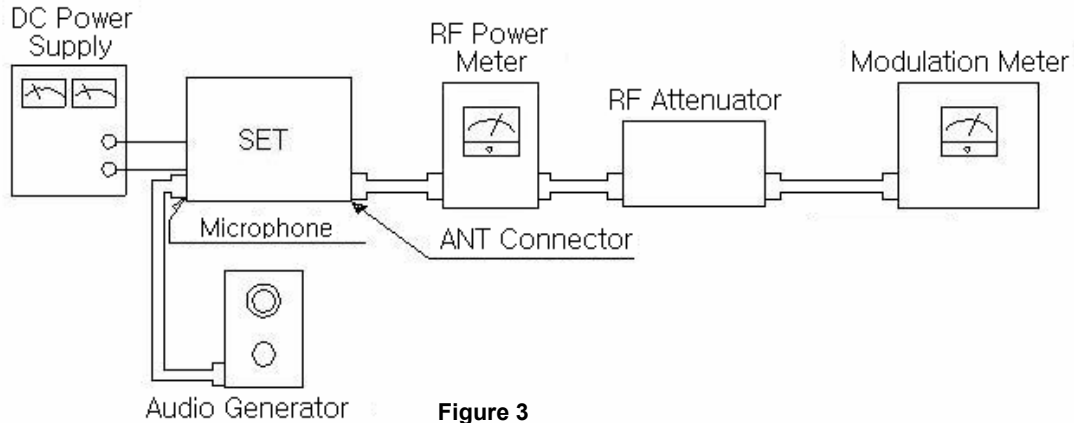 DC Power
Supply
RF Power
Meter
Modulation Meter
RF Attenuator
SET
Microphone
ANT Connector
Audio Generator
Figure 3